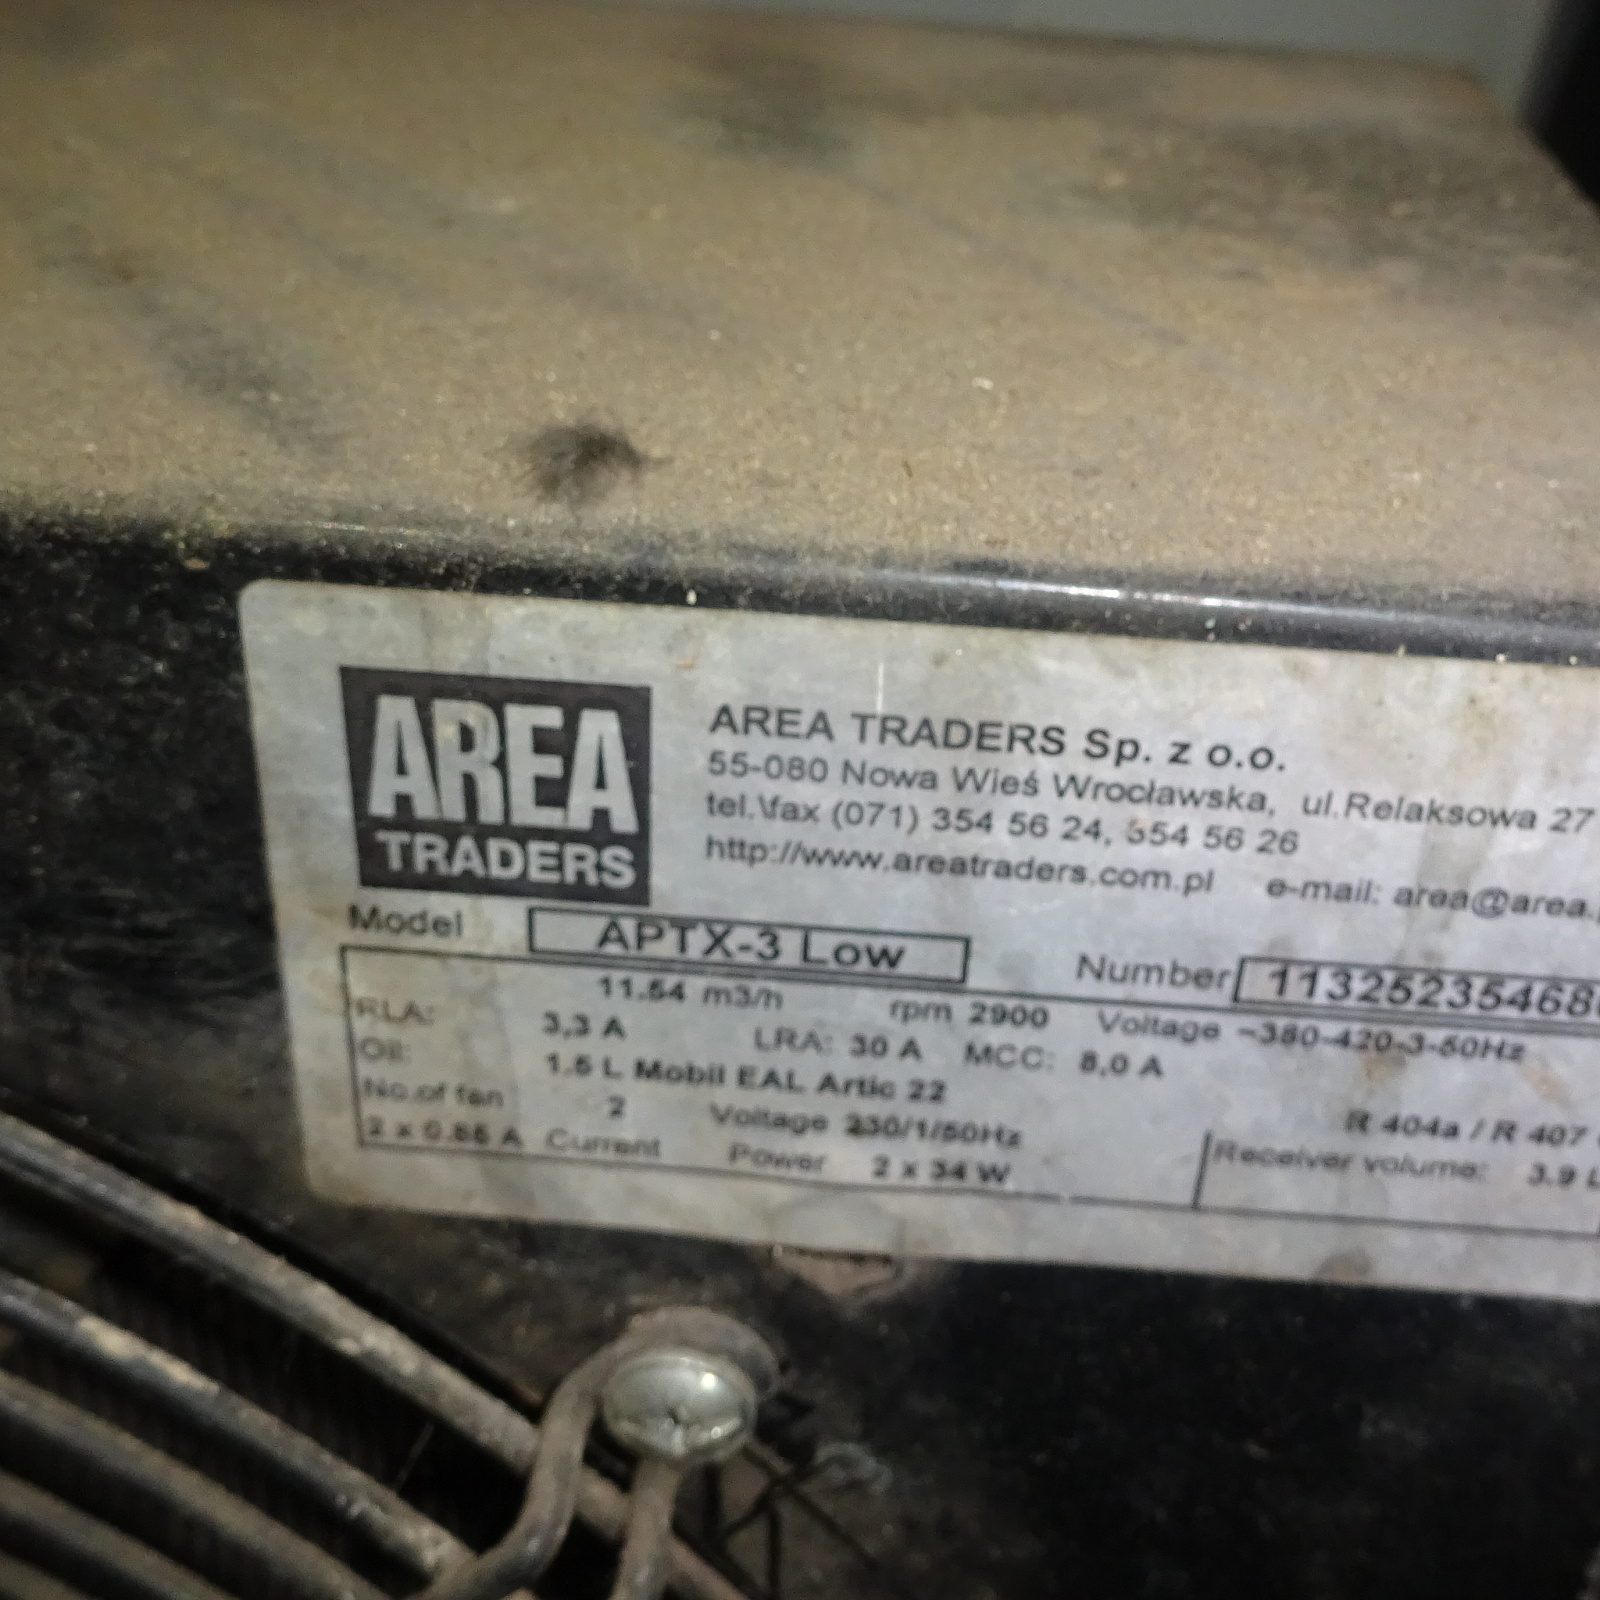 AREA
TRADERS
AREA TRADERS Sp. z o.o.
55-080 Nowa Wieś Wrocławska, ul.Relaksowa 27
tel.\fax (071) 354 56 24, 354 56 26
http://www.areatraders.com.pl e-mail: area@area.
Model APTX-3 Low Number 11325235468
11.54 m3/h rpm 2900 Voltage ~380-420-3-50Hz
RLA: 3,3 A LRA: 30 A MCC: 8,0 A
Oil: 1.5 L Mobil EAL Artic 22
No.of fan 2 Voltage 230/1/50Hz R 404a / R 407
2 x 0.85 A Current Power 2 x 34 W Receiver volume: 3.9 L